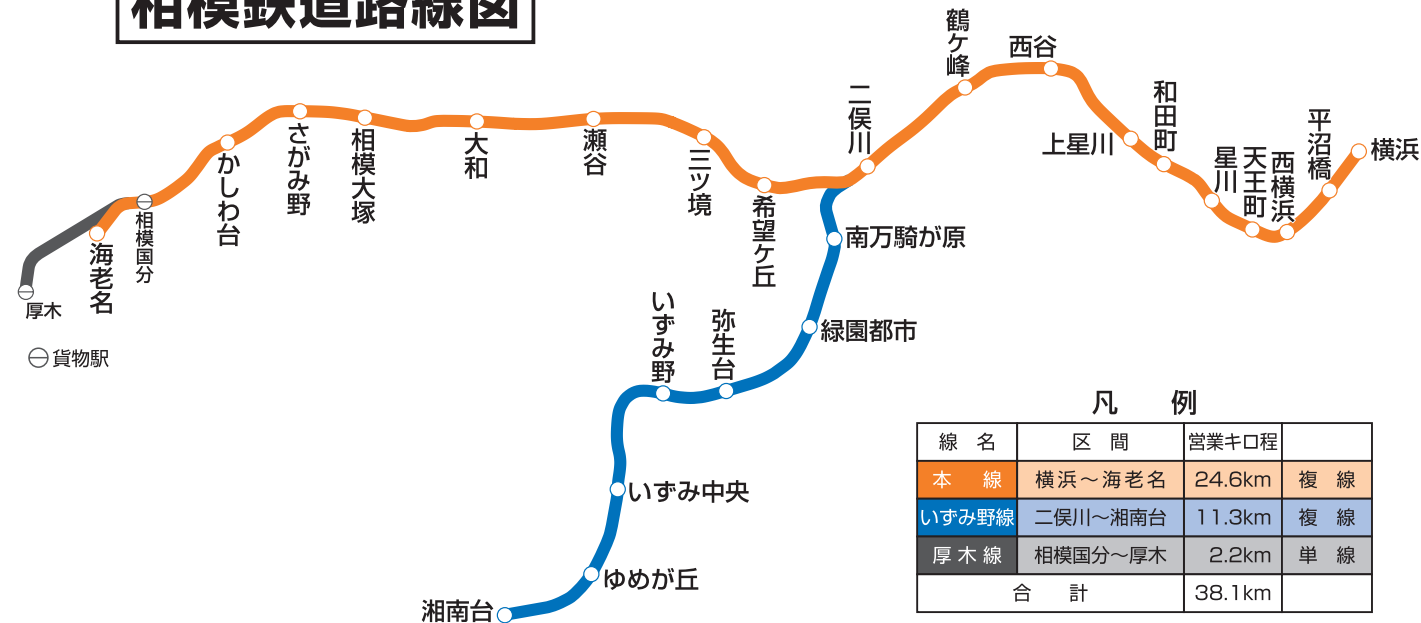 相模鉄道路線図
鶴ヶ峰
西谷
二俣川
和田町
上星川
星川
天王町
西横浜
平沼橋
横浜
さがみ野
相模大塚
大和
瀬谷
三ツ境
希望ヶ丘
かしわ台
相模国分
海老名
厚木
貨物駅
南万騎が原
緑園都市
弥生台
いずみ野
いずみ中央
ゆめが丘
湘南台
凡 例
線 名 区 間 営業キロ程
本 線 横浜～海老名 24.6km 複 線
いずみ野線 二俣川～湘南台 11.3km 複 線
厚木線 相模国分～厚木 2.2km 単 線
合 計 38.1km